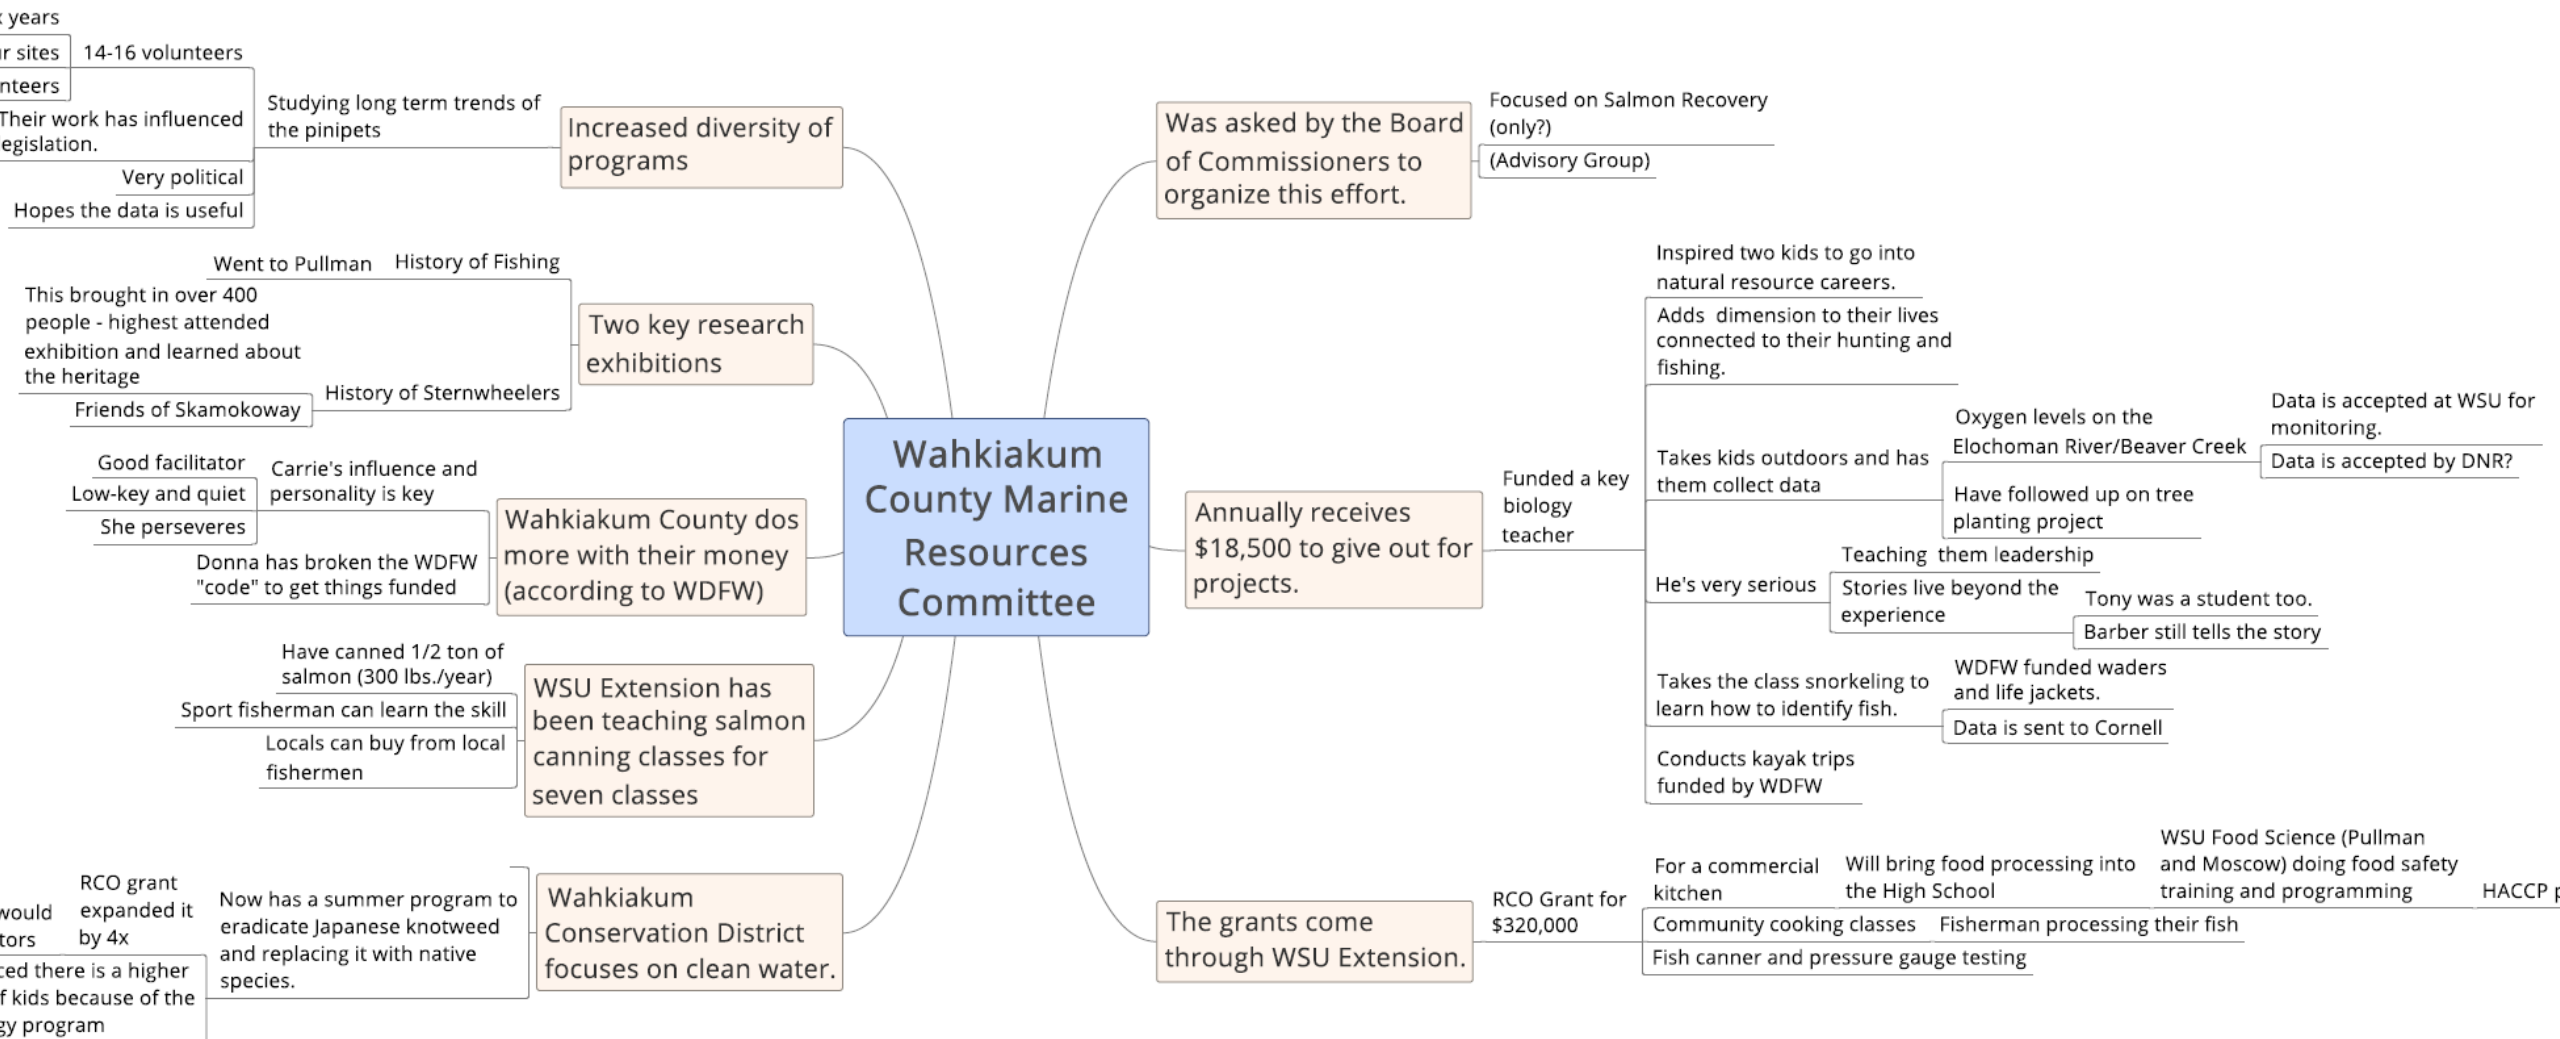 Wahkiakum
County Marine
Resources
Committee
Was asked by the Board
of Commissioners to
organize this effort.
Focused on Salmon Recovery
(only?)
(Advisory Group)
Annually receives
$18,500 to give out for
projects.
Funded a key
biology
teacher
Inspired two kids to go into
natural resource careers.
Adds dimension to their lives
connected to their hunting and
fishing.
Takes kids outdoors and has
them collect data
Oxygen levels on the
Elochoman River/Beaver Creek
Data is accepted at WSU for
monitoring.
Data is accepted by DNR?
Have followed up on tree
planting project
He's very serious
Teaching them leadership
Stories live beyond the
experience
Tony was a student too.
Barber still tells the story
Takes the class snorkeling to
learn how to identify fish.
WDFW funded waders
and life jackets.
Data is sent to Cornell
Conducts kayak trips
funded by WDFW
The grants come
through WSU Extension.
RCO Grant for
$320,000
For a commercial
kitchen
Will bring food processing into
the High School
WSU Food Science (Pullman
and Moscow) doing food safety
training and programming
HACCP
Community cooking classes
Fisherman processing their fish
Fish canner and pressure gauge testing
Increased diversity of
programs
Studying long term trends of
the pinipets
14-16 volunteers
years
sites
Their work has influenced
Very political
Hopes the data is useful
Two key research
exhibitions
History of Fishing
Went to Pullman
History of Sternwheelers
This brought in over 400
people - highest attended
exhibition and learned about
the heritage
Friends of Skamokoway
Wahkiakum County dos
more with their money
(according to WDFW)
Carrie's influence and
personality is key
Good facilitator
Low-key and quiet
She perseveres
Donna has broken the WDFW
"code" to get things funded
WSU Extension has
been teaching salmon
canning classes for
seven classes
Have canned 1/2 ton of
salmon (300 lbs./year)
Sport fisherman can learn the skill
Locals can buy from local
fishermen
Wahkiakum
Conservation District
focuses on clean water.
Now has a summer program to
eradicate Japanese knotweed
and replacing it with native
species.
RCO grant
expanded it
by 4x
would
there is a higher
kids because of the
program